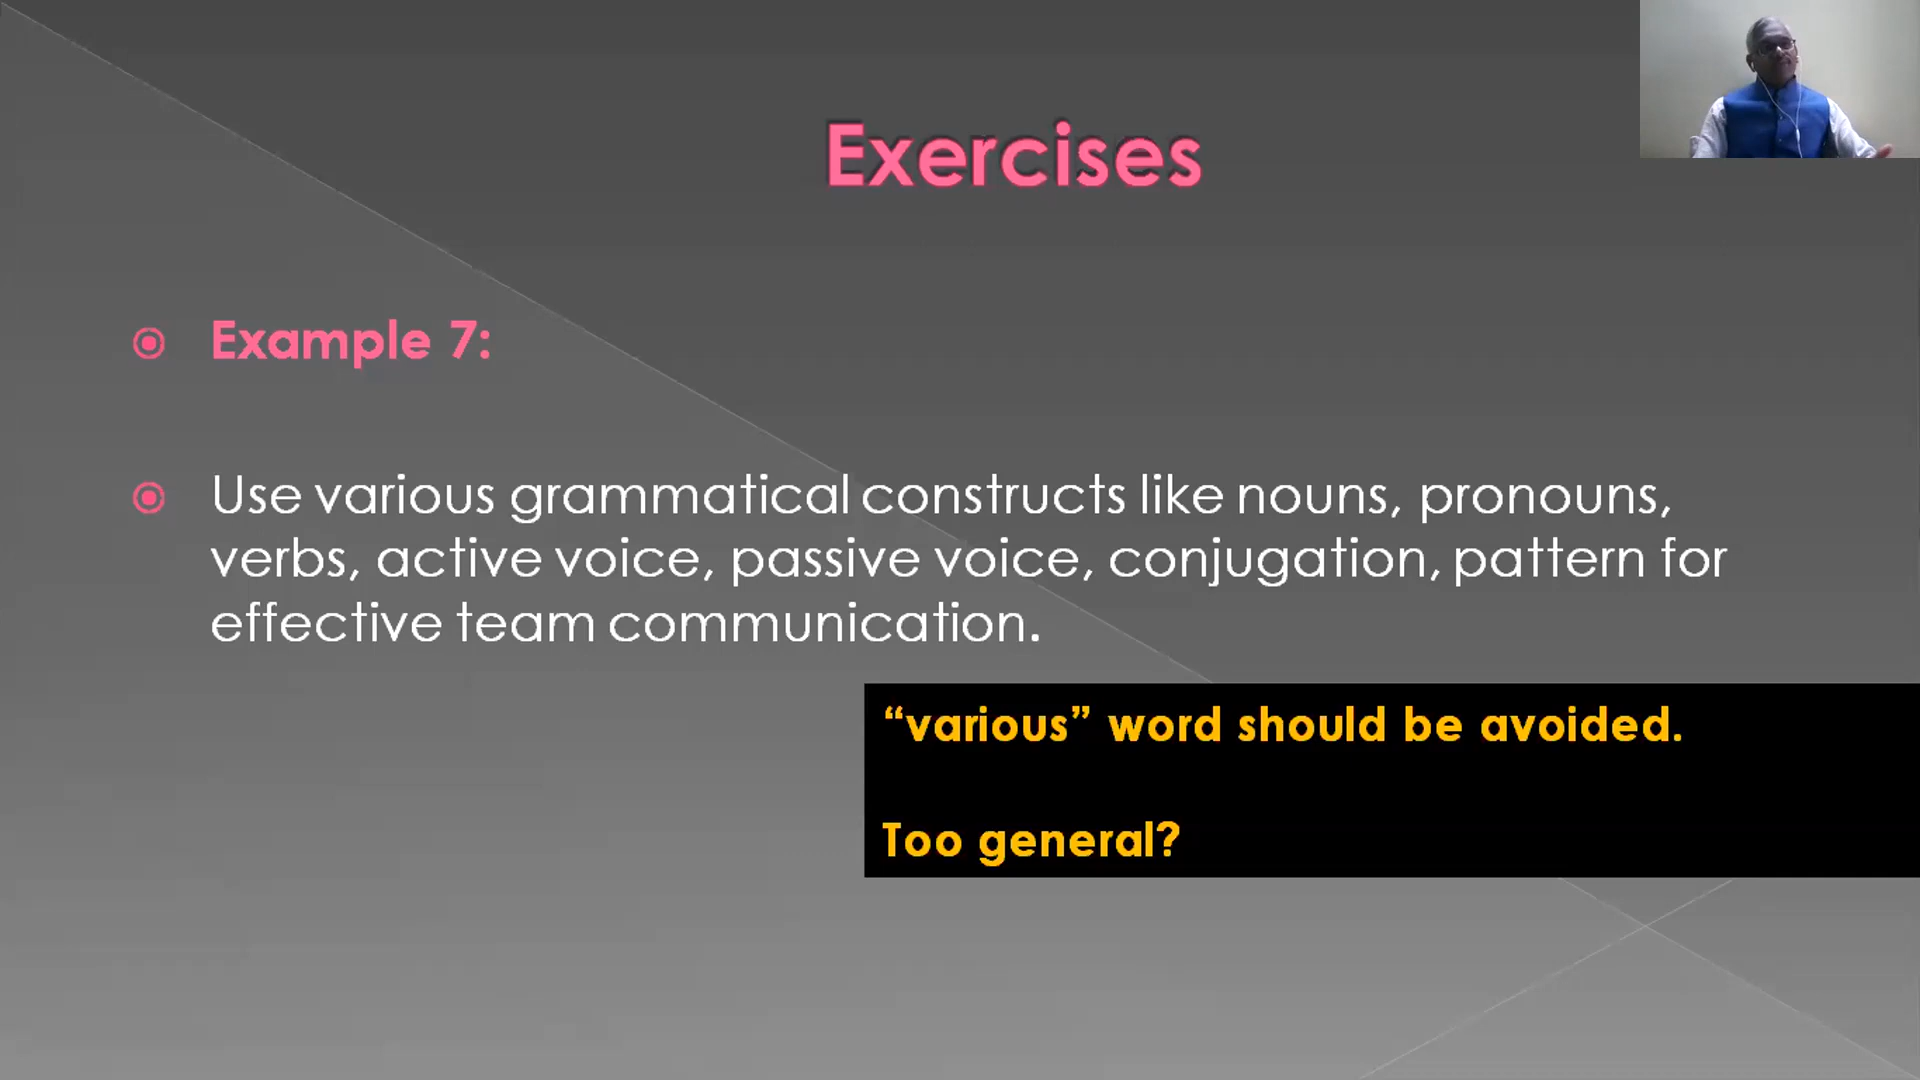 Exercises
Example 7:
Use various grammatical constructs like nouns, pronouns,
verbs, active voice, passive voice, conjugation, pattern for
effective team communication.
“various” word should be avoided.
Too general?